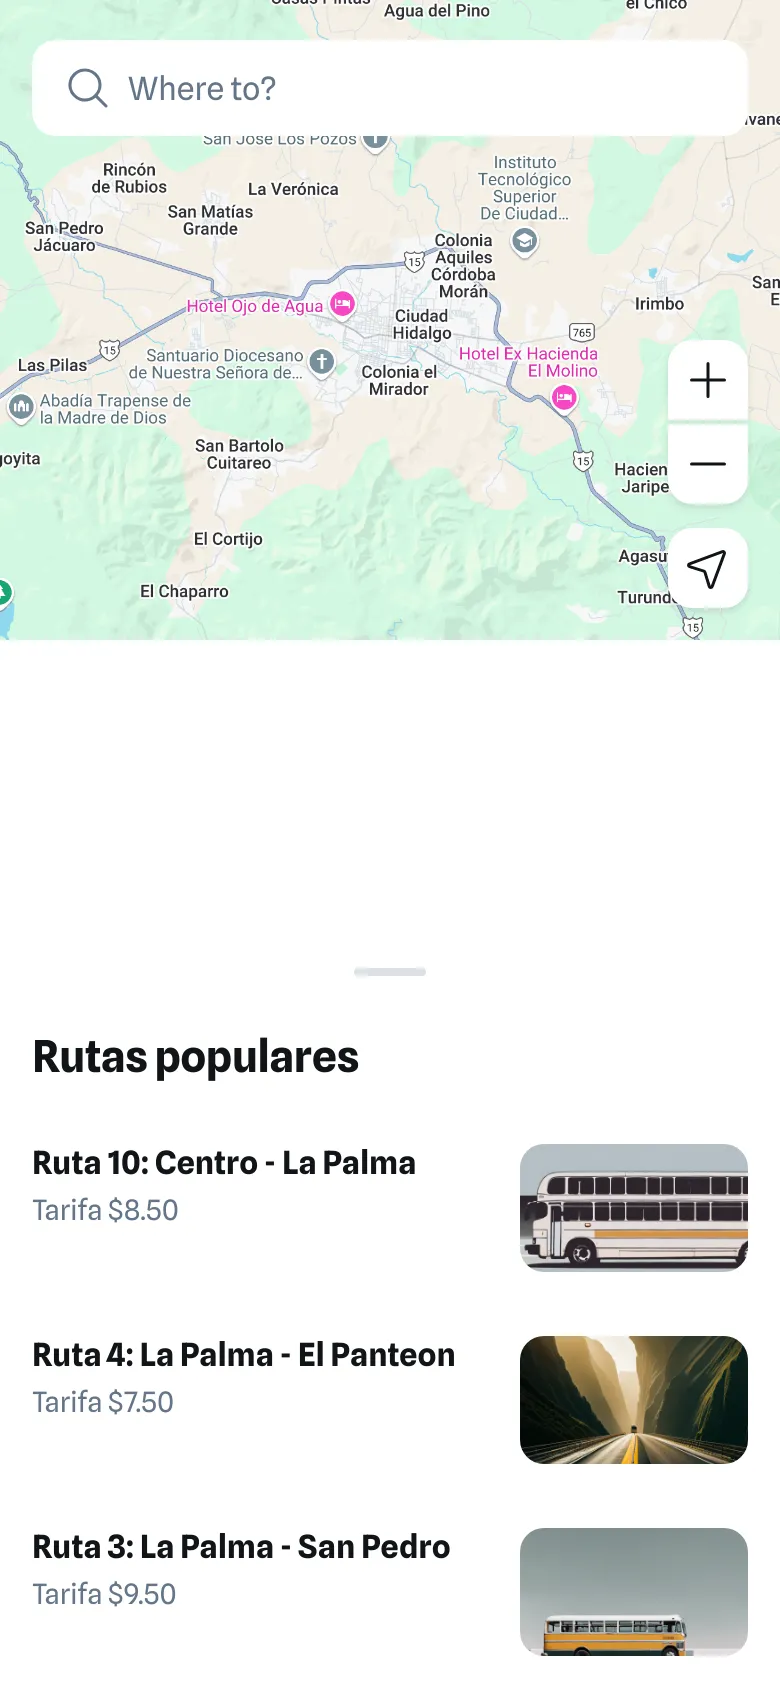 Casas Pintas
Agua del Pino
el Chico
Where to?
San José Los Pozos
Instituto
Tecnológico
Superior
De Ciudad...
Rincón
de Rubios
La Verónica
San Matías
Grande
San Pedro
Jácuaro
15
Colonia
Aquiles
Córdoba
Morán
Irimbo
Hotel Ojo de Agua
Ciudad
Hidalgo
765
15
Las Pilas
Santuario Diocesano
de Nuestra Señora de...
Hotel Ex Hacienda
El Molino
Colonia el
Mirador
Abadía Trapense de
la Madre de Dios
San Bartolo
Cuitareo
goyita
15
Hacien
Jaripe
El Cortijo
Agasu
El Chaparro
Turund
15
Rutas populares
Ruta 10: Centro - La Palma
Tarifa $8.50
Ruta 4: La Palma - El Panteon
Tarifa $7.50
Ruta 3: La Palma - San Pedro
Tarifa $9.50